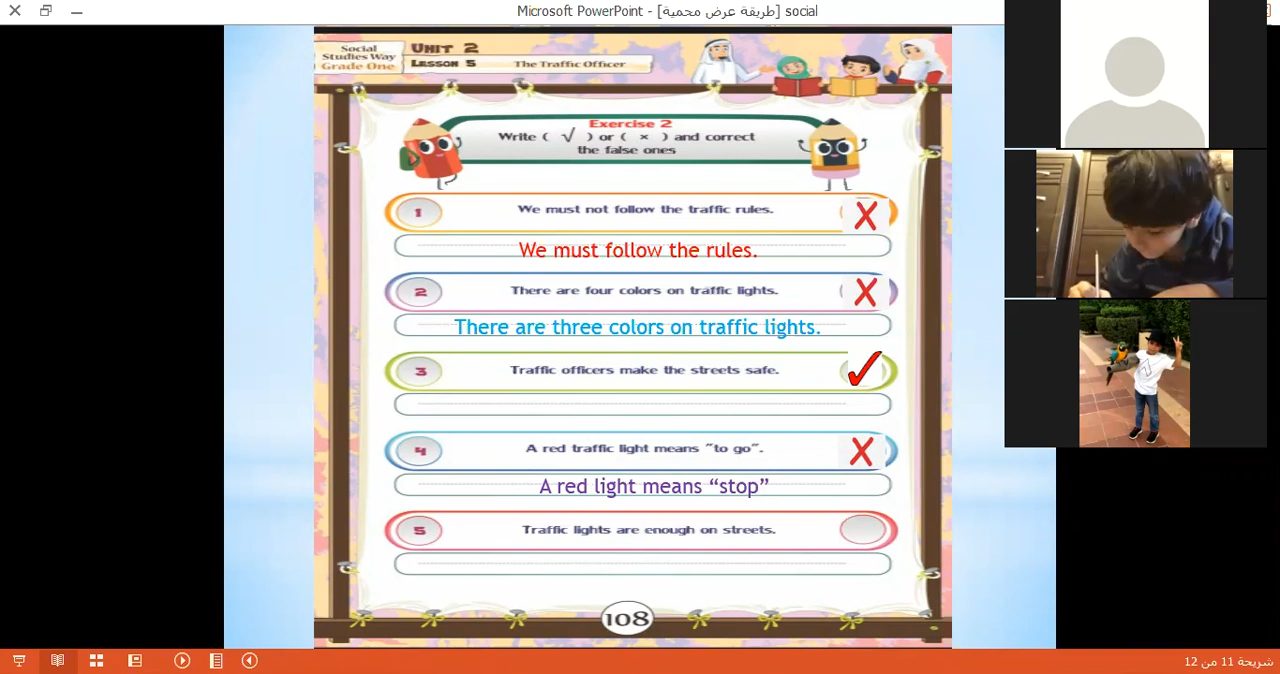 social [طريقة عرض محمية] - Microsoft PowerPoint
Social
Studies Way
Grade One
UNIT 2
LESSON 5
The Traffic Officer
Exercise 2
Write ( √ ) or ( × ) and correct
the false ones
1
We must not follow the traffic rules.
X
We must follow the rules.
2
There are four colors on traffic lights.
X
There are three colors on traffic lights.
3
Traffic officers make the streets safe.
✓
4
A red traffic light means "to go".
X
A red light means “stop”
5
Traffic lights are enough on streets.
108
شريحة 11 من 12